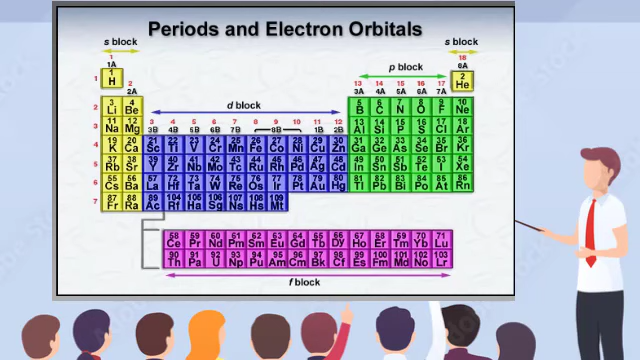 Periods and Electron Orbitals
s block
s block
1
1A
18
8A
1
1 H
2 He
2
2A
p block
13 14 15 16 17
3A 4A 5A 6A 7A
2
3 Li 4 Be
5 B 6 C 7 N 8 O 9 F 10 Ne
d block
3
11 Na 12 Mg
3 4 5 6 7 8 9 10 11 12
3B 4B 5B 6B 7B 8B 1B 2B
13 Al 14 Si 15 P 16 S 17 Cl 18 Ar
4
19 K 20 Ca 21 Sc 22 Ti 23 V 24 Cr 25 Mn 26 Fe 27 Co 28 Ni 29 Cu 30 Zn 31 Ga 32 Ge 33 As 34 Se 35 Br 36 Kr
5
37 Rb 38 Sr 39 Y 40 Zr 41 Nb 42 Mo 43 Tc 44 Ru 45 Rh 46 Pd 47 Ag 48 Cd 49 In 50 Sn 51 Sb 52 Te 53 I 54 Xe
6
55 Cs 56 Ba 57 La 72 Hf 73 Ta 74 W 75 Re 76 Os 77 Ir 78 Pt 79 Au 80 Hg 81 Tl 82 Pb 83 Bi 84 Po 85 At 86 Rn
7
87 Fr 88 Ra 89 Ac 104 Rf 105 Ha 106 Sg 107 Ns 108 Hs 109 Mt
58 Ce 59 Pr 60 Nd 61 Pm 62 Sm 63 Eu 64 Gd 65 Tb 66 Dy 67 Ho 68 Er 69 Tm 70 Yb 71 Lu
90 Th 91 Pa 92 U 93 Np 94 Pu 95 Am 96 Cm 97 Bk 98 Cf 99 Es 100 Fm 101 Md 102 No 103 Lr
f block